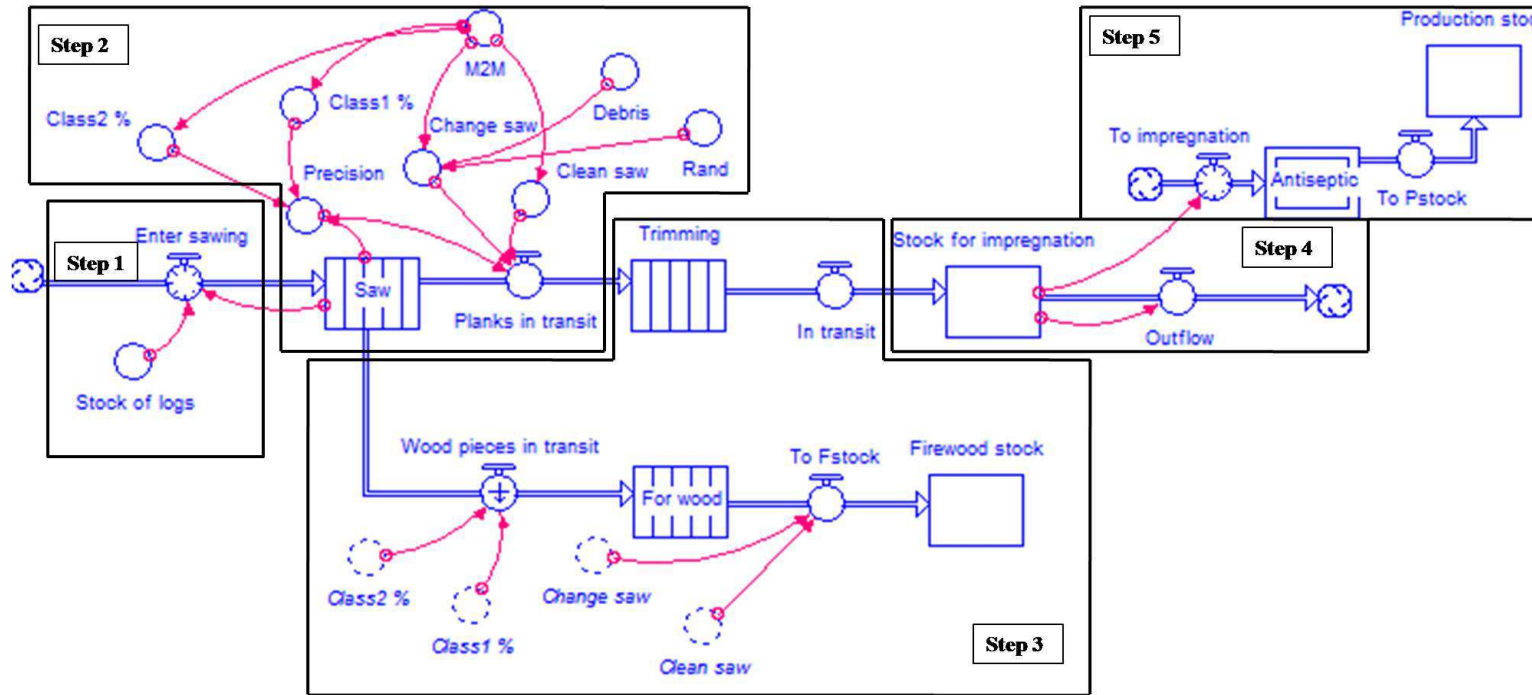 Step 2
M2M
Class2 %
Class1 %
Change saw
Debris
Rand
Precision
Clean saw
Step 5
Production stoc
To impregnation
Antiseptic
To Pstock
Step 1
Enter sawing
Stock of logs
Saw
Planks in transit
Trimming
In transit
Stock for impregnation
Step 4
Outflow
Wood pieces in transit
For wood
To Fstock
Firewood stock
Class2 %
Class1 %
Change saw
Clean saw
Step 3